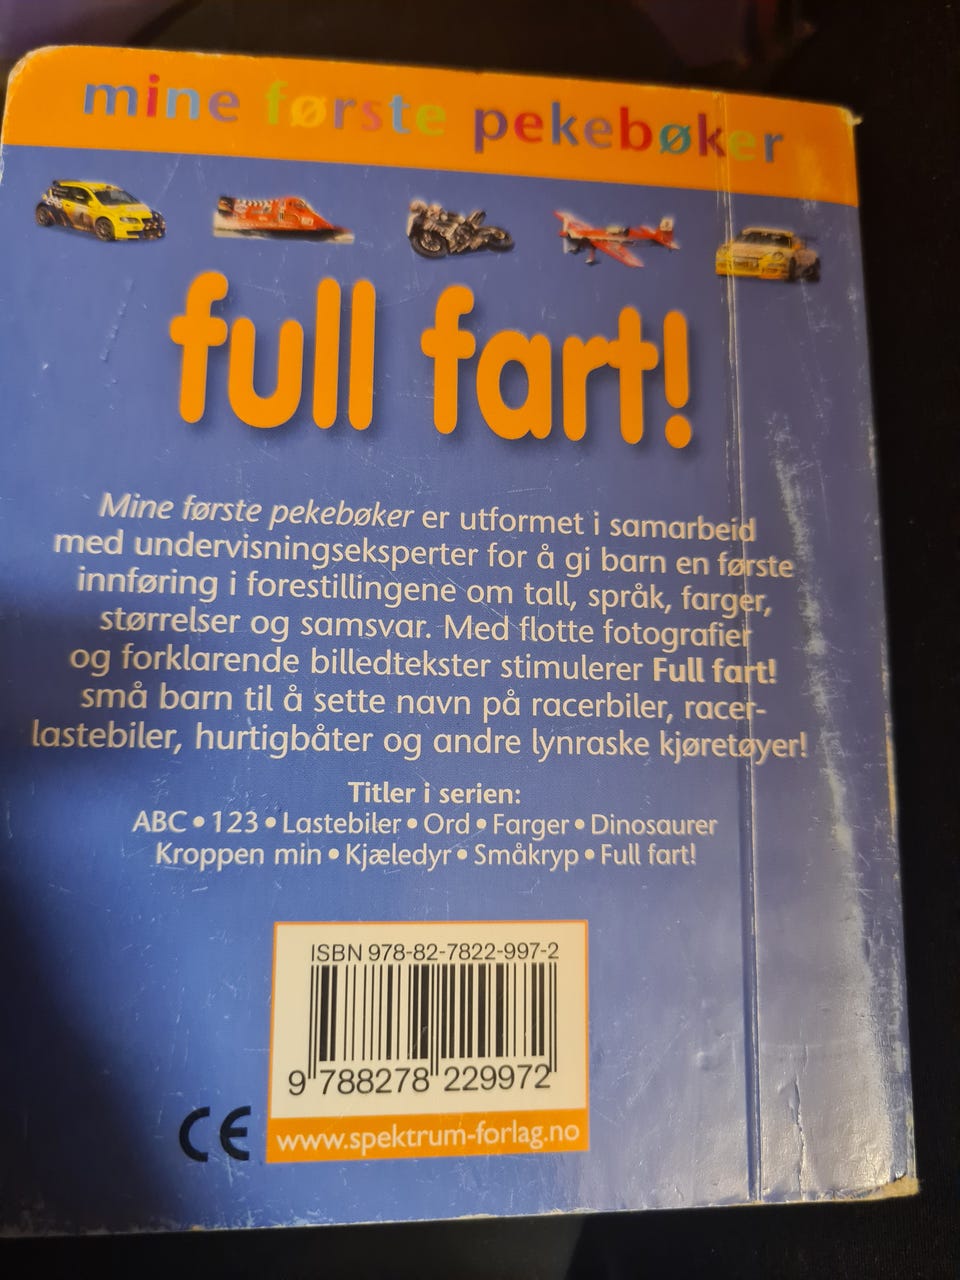 mine første pekebøker
full fart!
Mine første pekebøker er utformet i samarbeid
med undervisningseksperter for å gi barn en første
innføring i forestillingene om tall, språk, farger,
størrelser og samsvar. Med flotte fotografier
og forklarende billedtekster stimulerer Full fart!
små barn til å sette navn på racerbiler, racer-
lastebiler, hurtigbåter og andre lynraske kjøretøyer!
Titler i serien:
ABC • 123 • Lastebiler • Ord • Farger • Dinosaurer
Kroppen min • Kjæledyr • Småkryp • Full fart!
ISBN 978-82-7822-997-2
9 788278 229972
CE
www.spektrum-forlag.no